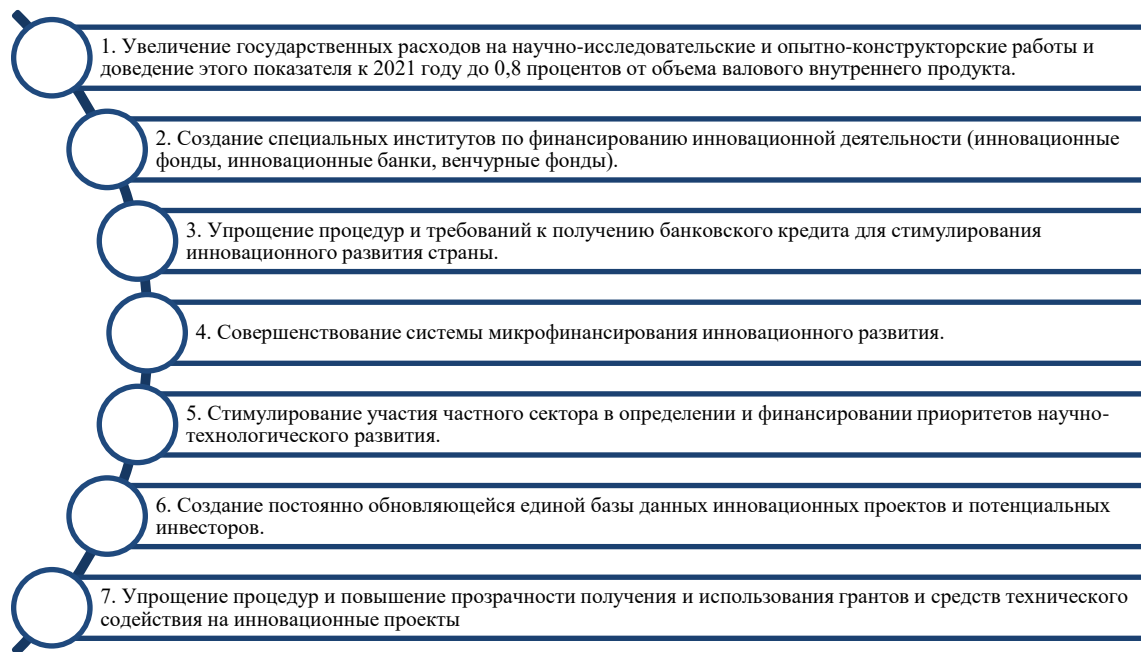 1. Увеличение государственных расходов на научно-исследовательские и опытно-конструкторские работы и
доведение этого показателя к 2021 году до 0,8 процентов от объема валового внутреннего продукта.
2. Создание специальных институтов по финансированию инновационной деятельности (инновационные
фонды, инновационные банки, венчурные фонды).
3. Упрощение процедур и требований к получению банковского кредита для стимулирования
инновационного развития страны.
4. Совершенствование системы микрофинансирования инновационного развития.
5. Стимулирование участия частного сектора в определении и финансировании приоритетов научно-
технологического развития.
6. Создание постоянно обновляющейся единой базы данных инновационных проектов и потенциальных
инвесторов.
7. Упрощение процедур и повышение прозрачности получения и использования грантов и средств технического
содействия на инновационные проекты